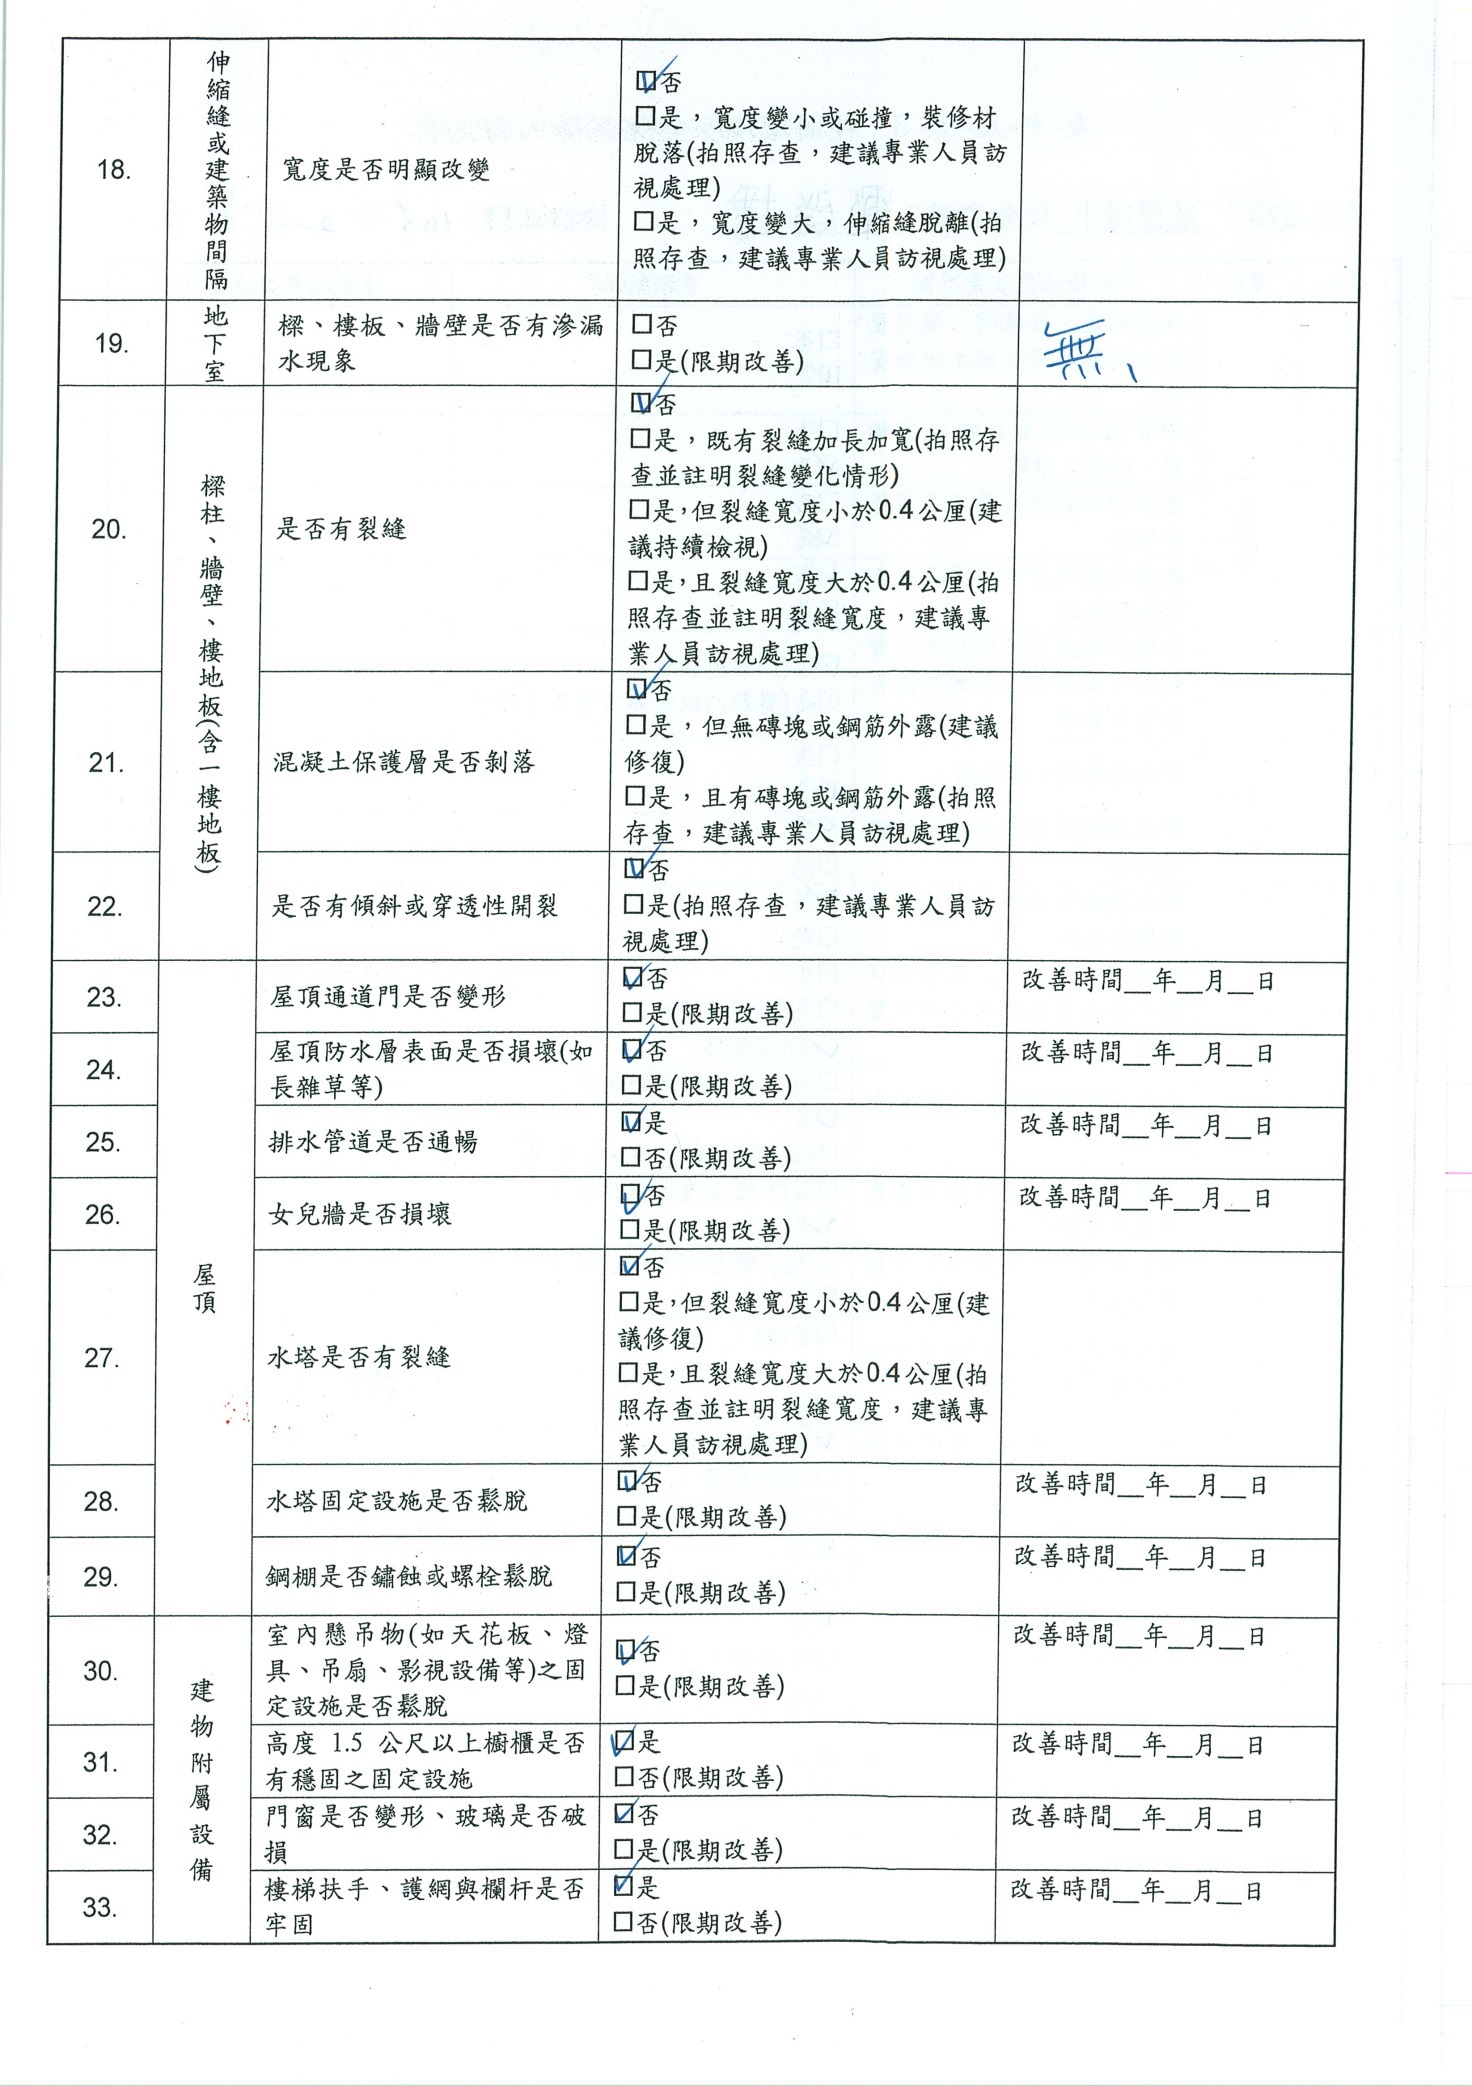 18.
伸縮縫或建築物間隔
寬度是否明顯改變
☑否
□是，寬度變小或碰撞，裝修材
脫落(拍照存查，建議專業人員訪
視處理)
□是，寬度變大，伸縮縫脫離(拍
照存查，建議專業人員訪視處理)
19.
地下室
樑、樓板、牆壁是否有滲漏
水現象
□否
□是(限期改善)
無、
20.
樑柱、牆壁、樓地板(含一樓地板)
是否有裂縫
☑否
□是，既有裂縫加長加寬(拍照存
查並註明裂縫變化情形)
□是，但裂縫寬度小於0.4公厘(建
議持續檢視)
□是，且裂縫寬度大於0.4公厘(拍
照存查並註明裂縫寬度，建議專
業人員訪視處理)
21.
混凝土保護層是否剝落
☑否
□是，但無磚塊或鋼筋外露(建議
修復)
□是，且有磚塊或鋼筋外露(拍照
存查，建議專業人員訪視處理)
22.
是否有傾斜或穿透性開裂
☑否
□是(拍照存查，建議專業人員訪
視處理)
23.
屋頂
屋頂通道門是否變形
☑否
□是(限期改善)
改善時間__年__月__日
24.
屋頂防水層表面是否損壞(如
長雜草等)
☑否
□是(限期改善)
改善時間__年__月__日
25.
排水管道是否通暢
☑是
□否(限期改善)
改善時間__年__月__日
26.
女兒牆是否損壞
☑否
□是(限期改善)
改善時間__年__月__日
27.
水塔是否有裂縫
☑否
□是，但裂縫寬度小於0.4公厘(建
議修復)
□是，且裂縫寬度大於0.4公厘(拍
照存查並註明裂縫寬度，建議專
業人員訪視處理)
28.
水塔固定設施是否鬆脫
☑否
□是(限期改善)
改善時間__年__月__日
29.
鋼棚是否鏽蝕或螺栓鬆脫
☑否
□是(限期改善)
改善時間__年__月__日
30.
建物附屬設備
室內懸吊物(如天花板、燈
具、吊扇、影視設備等)之固
定設施是否鬆脫
☑否
□是(限期改善)
改善時間__年__月__日
31.
高度 1.5 公尺以上櫥櫃是否
有穩固之固定設施
☑是
□否(限期改善)
改善時間__年__月__日
32.
門窗是否變形、玻璃是否破
損
☑否
□是(限期改善)
改善時間__年__月__日
33.
樓梯扶手、護網與欄杆是否
牢固
☑是
□否(限期改善)
改善時間__年__月__日